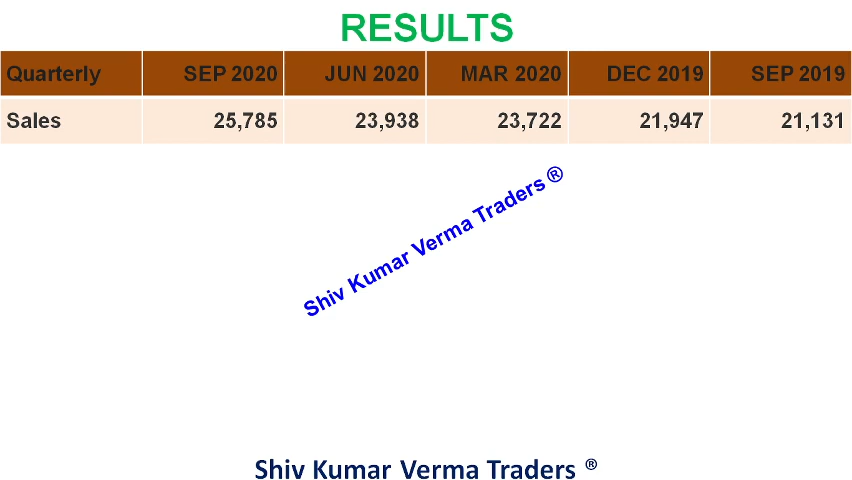 RESULTS
Quarterly SEP 2020 JUN 2020 MAR 2020 DEC 2019 SEP 2019
Sales 25,785 23,938 23,722 21,947 21,131
Shiv Kumar Verma Traders ®
Shiv Kumar Verma Traders ®